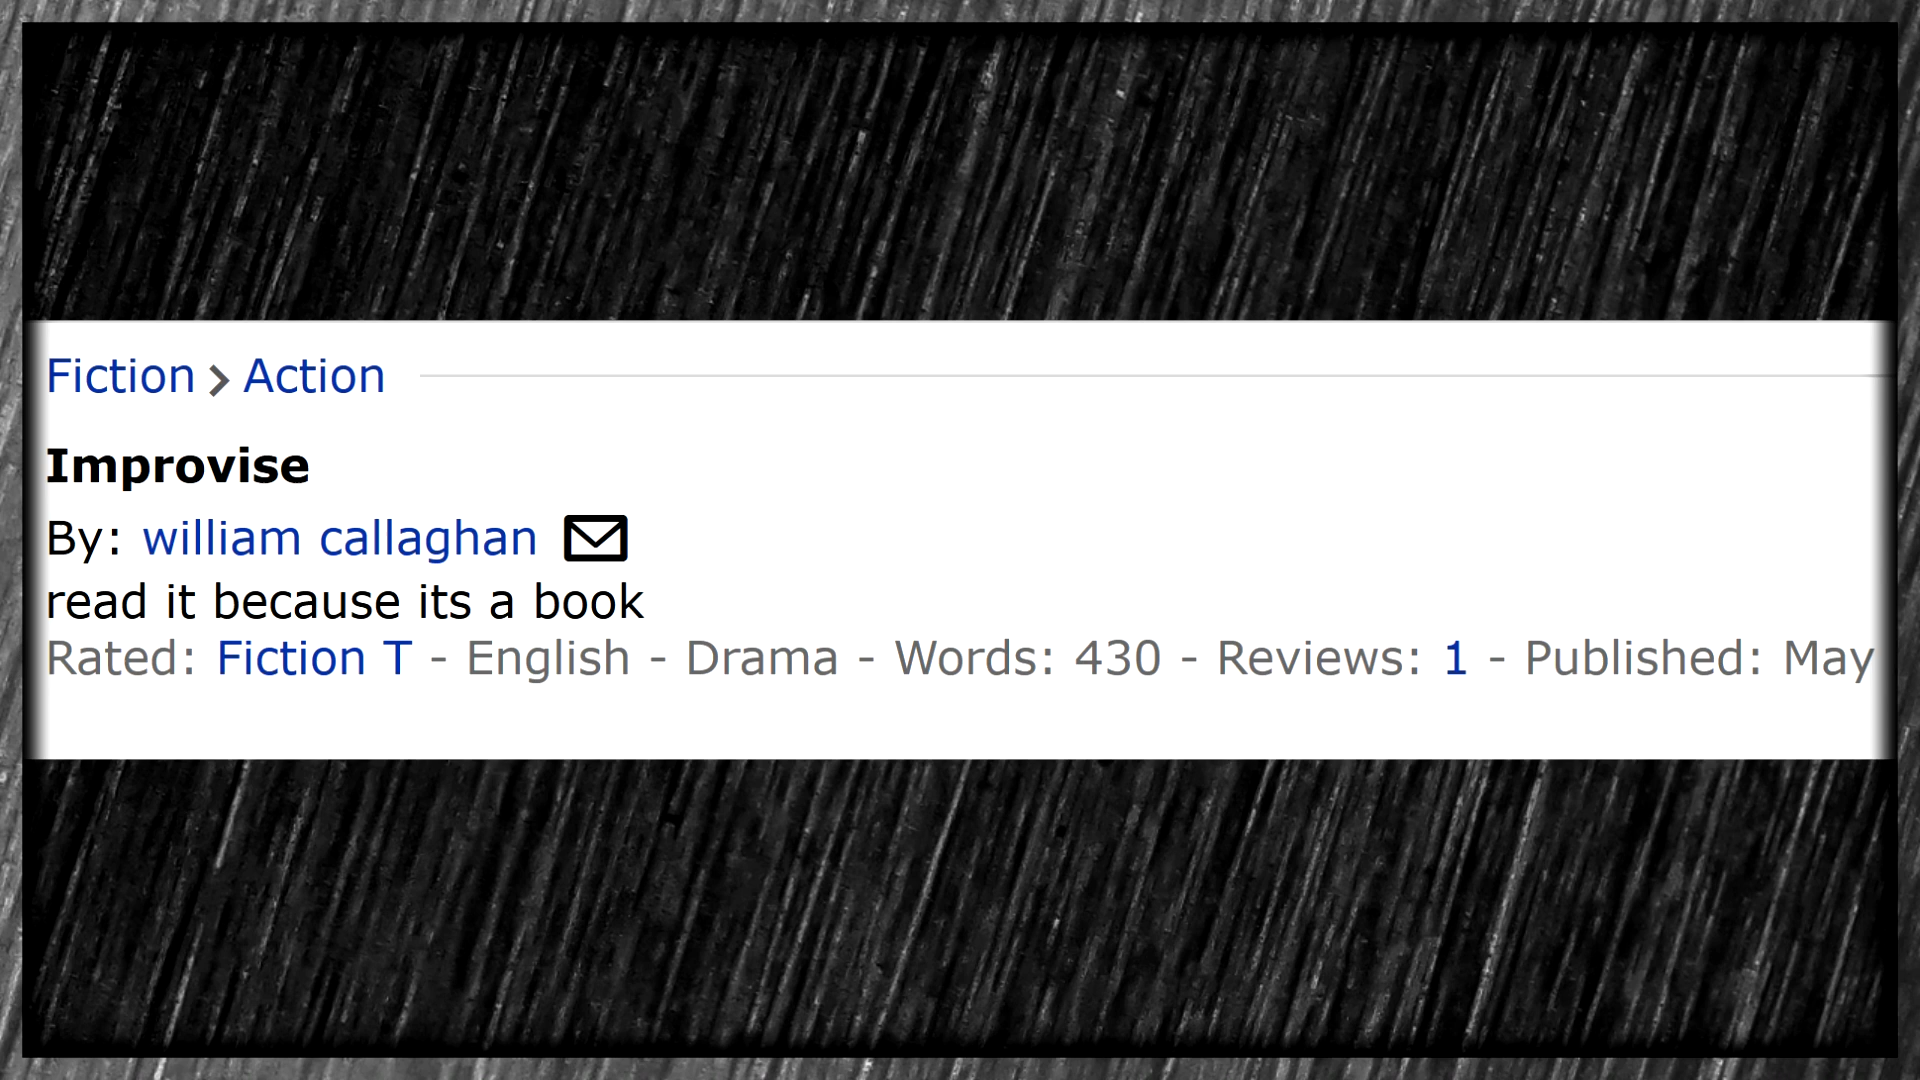 Fiction > Action
Improvise
By: william callaghan
read it because its a book
Rated: Fiction T - English - Drama - Words: 430 - Reviews: 1 - Published: May